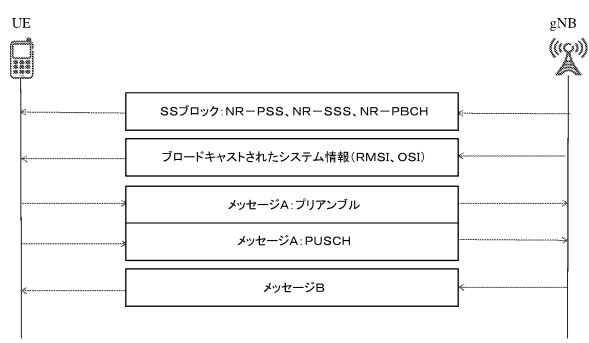 UE
gNB
SSブロック:NR-PSS、NR-SSS、NR-PBCH
ブロードキャストされたシステム情報(RMSI、OSI)
メッセージA:プリアンブル
メッセージA:PUSCH
メッセージB